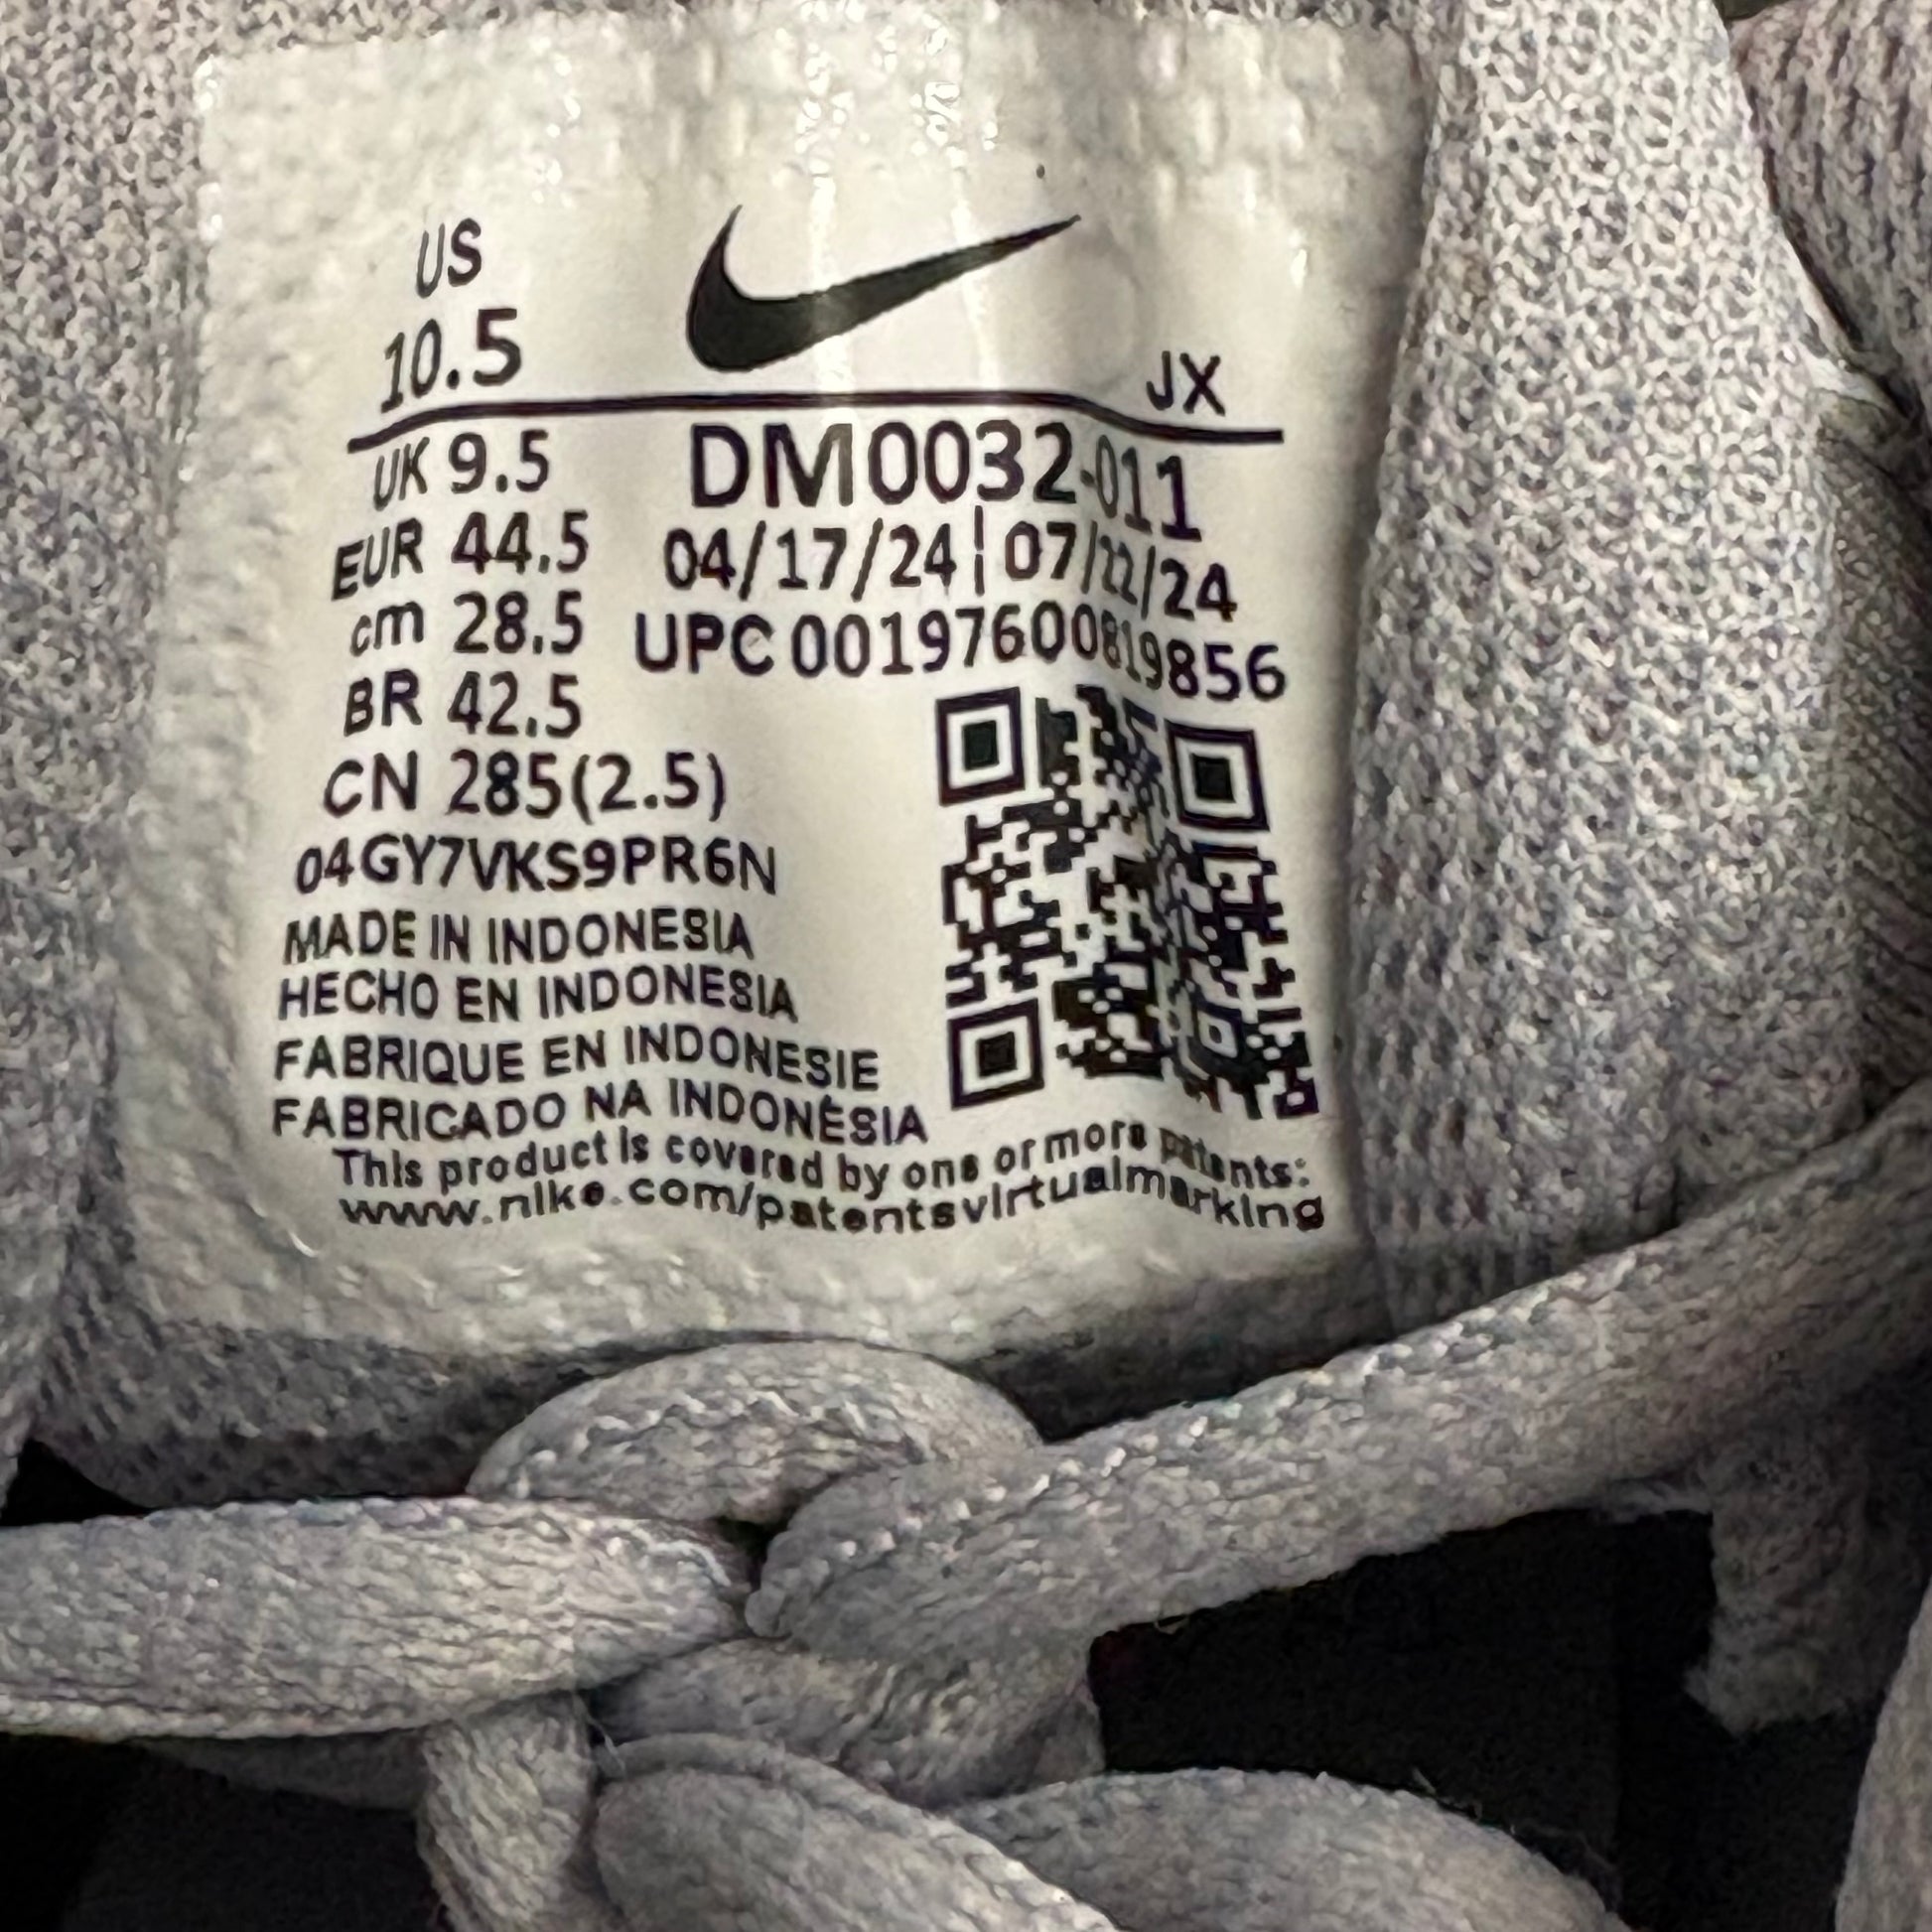 US
10.5
JX
UK 9.5
EUR 44.5
cm 28.5
BR 42.5
CN 285(2.5)
DM0032-011
04/17/24¦07/ /24
UPC 00197600819856
04GY7VKS9PR6N
MADE IN INDONESIA
HECHO EN INDONESIA
FABRIQUE EN INDONESIE
FABRICADO NA INDONÉSIA
This product is covered by one or more patents:
www.nike.com/patentsvirtualmarking